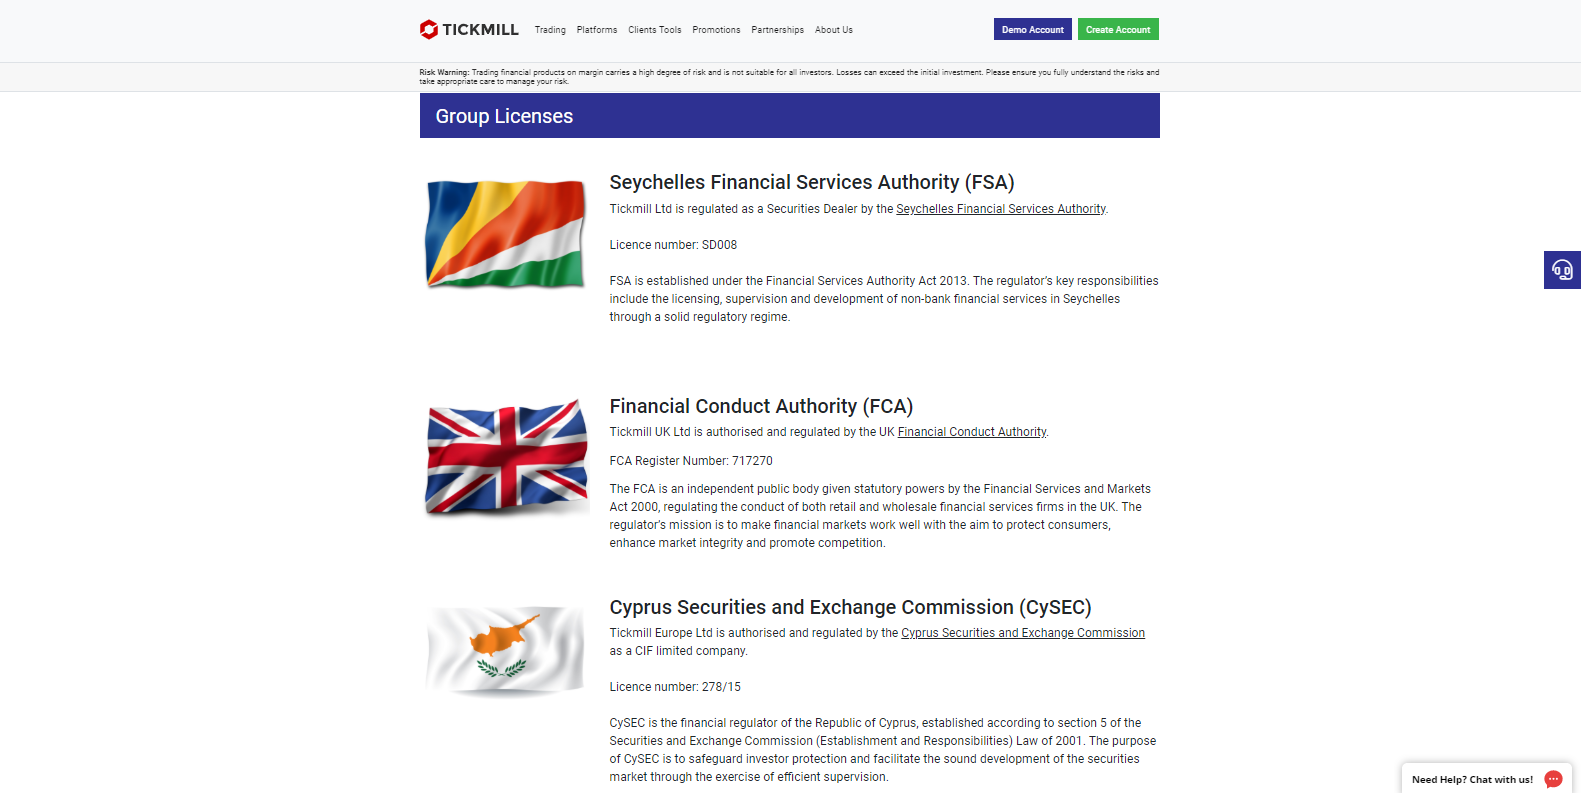 TICKMILL
Trading Platforms Clients Tools Promotions Partnerships About Us
Demo Account
Create Account
Risk Warning: Trading financial products on margin carries a high degree of risk and is not suitable for all investors. Losses can exceed the initial investment. Please ensure you fully understand the risks and
take appropriate care to manage your risk.
Group Licenses
Seychelles Financial Services Authority (FSA)
Tickmill Ltd is regulated as a Securities Dealer by the Seychelles Financial Services Authority.
Licence number: SD008
FSA is established under the Financial Services Authority Act 2013. The regulator's key responsibilities
include the licensing, supervision and development of non-bank financial services in Seychelles
through a solid regulatory regime.
Financial Conduct Authority (FCA)
Tickmill UK Ltd is authorised and regulated by the UK Financial Conduct Authority.
FCA Register Number: 717270
The FCA is an independent public body given statutory powers by the Financial Services and Markets
Act 2000, regulating the conduct of both retail and wholesale financial services firms in the UK. The
regulator's mission is to make financial markets work well with the aim to protect consumers,
enhance market integrity and promote competition.
Cyprus Securities and Exchange Commission (CySEC)
Tickmill Europe Ltd is authorised and regulated by the Cyprus Securities and Exchange Commission
as a CIF limited company.
Licence number: 278/15
CySEC is the financial regulator of the Republic of Cyprus, established according to section 5 of the
Securities and Exchange Commission (Establishment and Responsibilities) Law of 2001. The purpose
of CySEC is to safeguard investor protection and facilitate the sound development of the securities
market through the exercise of efficient supervision.
Need Help? Chat with us!